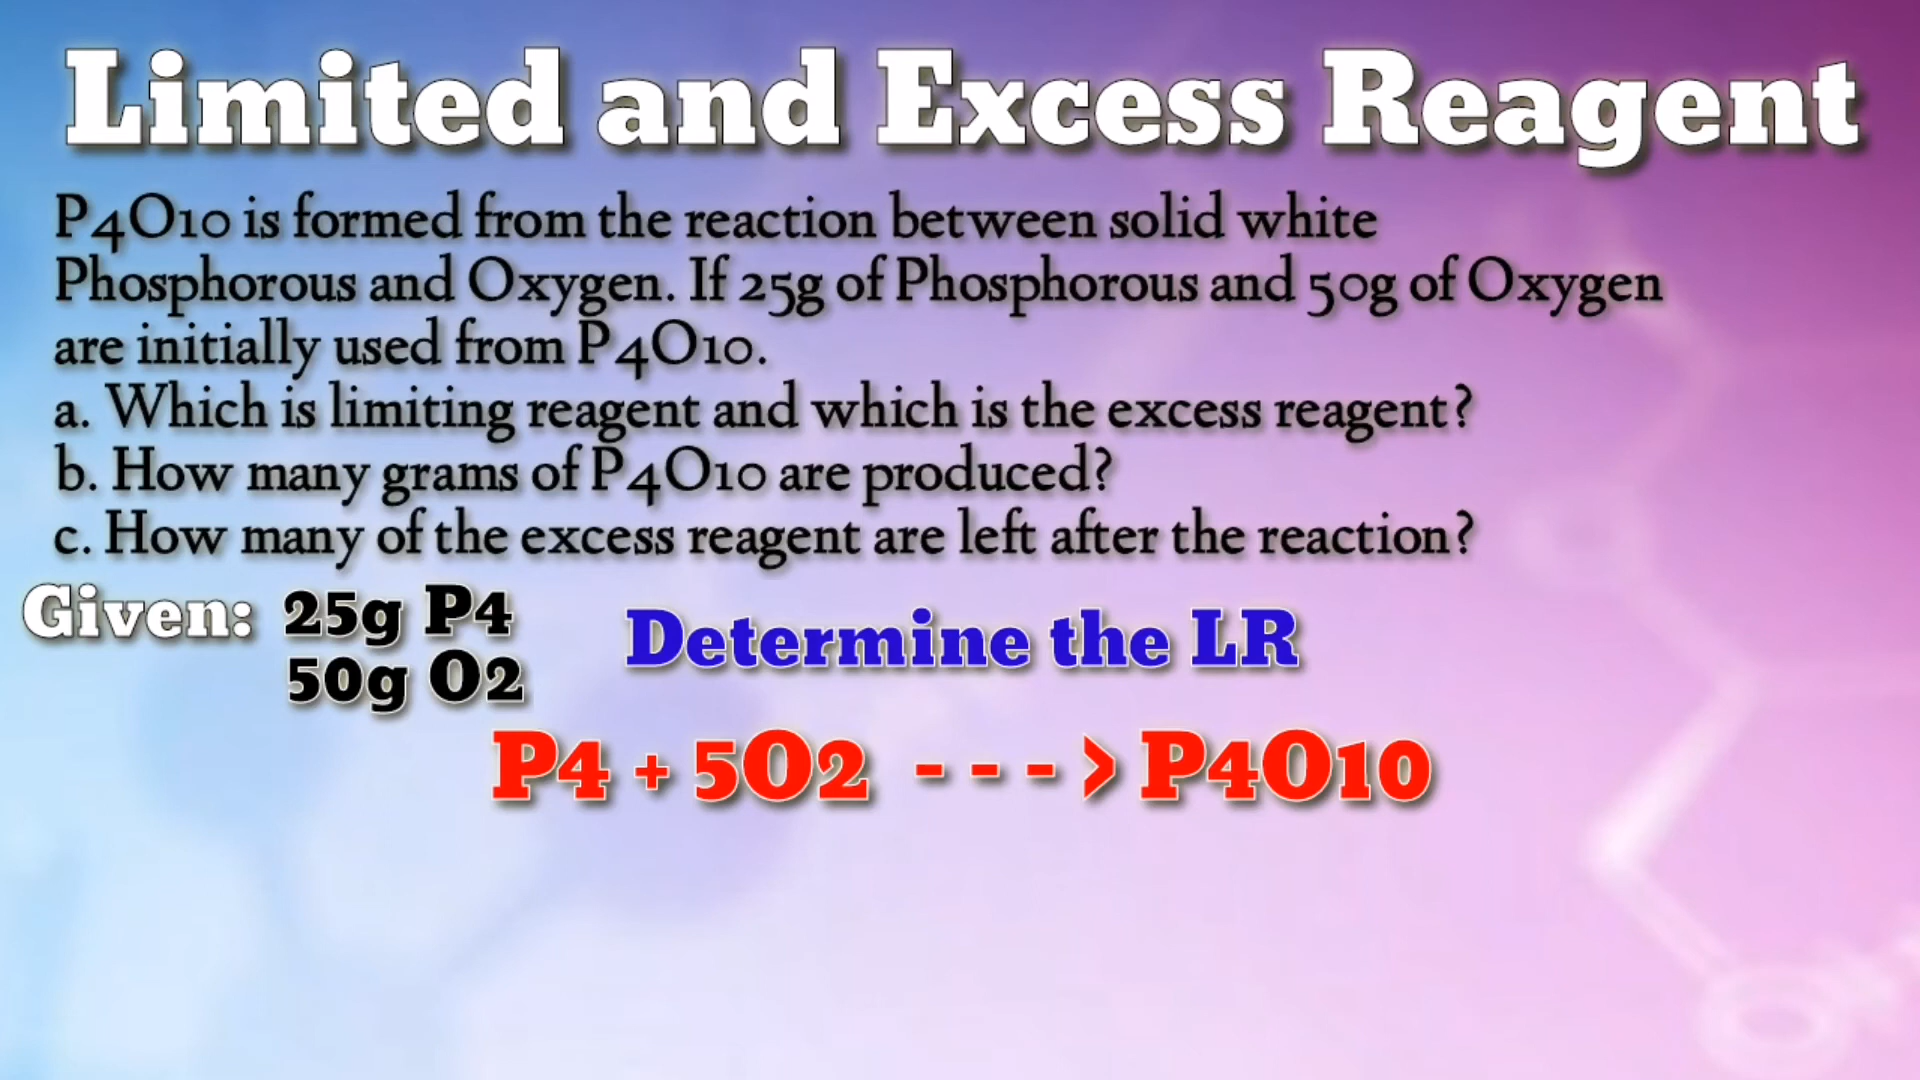 Limited and Excess Reagent
P4O10 is formed from the reaction between solid white
Phosphorous and Oxygen. If 25g of Phosphorous and 50g of Oxygen
are initially used from P4O10.
a. Which is limiting reagent and which is the excess reagent?
b. How many grams of P4O10 are produced?
c. How many of the excess reagent are left after the reaction?
Given: 25g P4
50g O2
Determine the LR
P4 + 5O2 - - - > P4O10